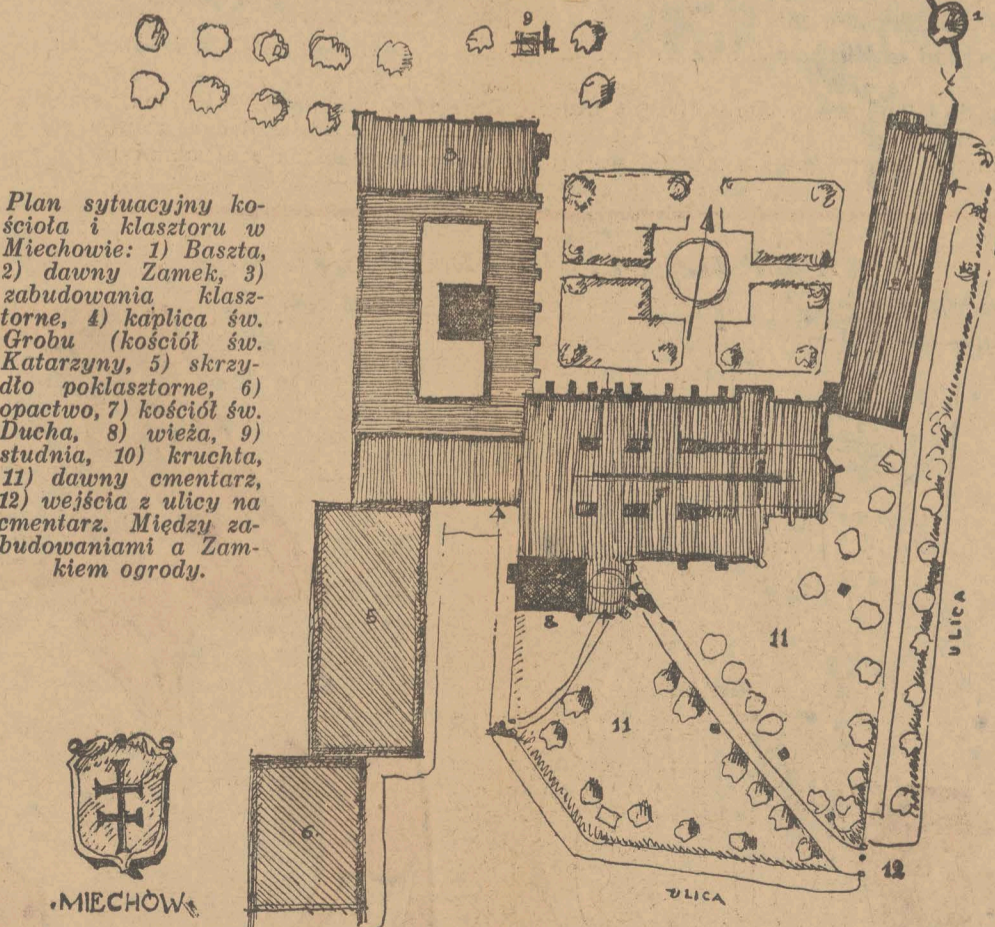 9
1
3.
Plan sytuacyjny ko-
ścioła i klasztoru w
Miechowie: 1) Baszta,
2) dawny Zamek, 3)
zabudowania klasz-
torne, 4) kaplica św.
Grobu (kościół św.
Katarzyny, 5) skrzy-
dło poklasztorne, 6)
opactwo, 7) kościół św.
Ducha, 8) wieża, 9)
studnia, 10) kruchta,
11) dawny cmentarz,
12) wejścia z ulicy na
cmentarz. Między za-
budowaniami a Zam-
kiem ogrody.
5
8.
11
ULICA
11
6.
12
ULICA
·MIECHÓW·